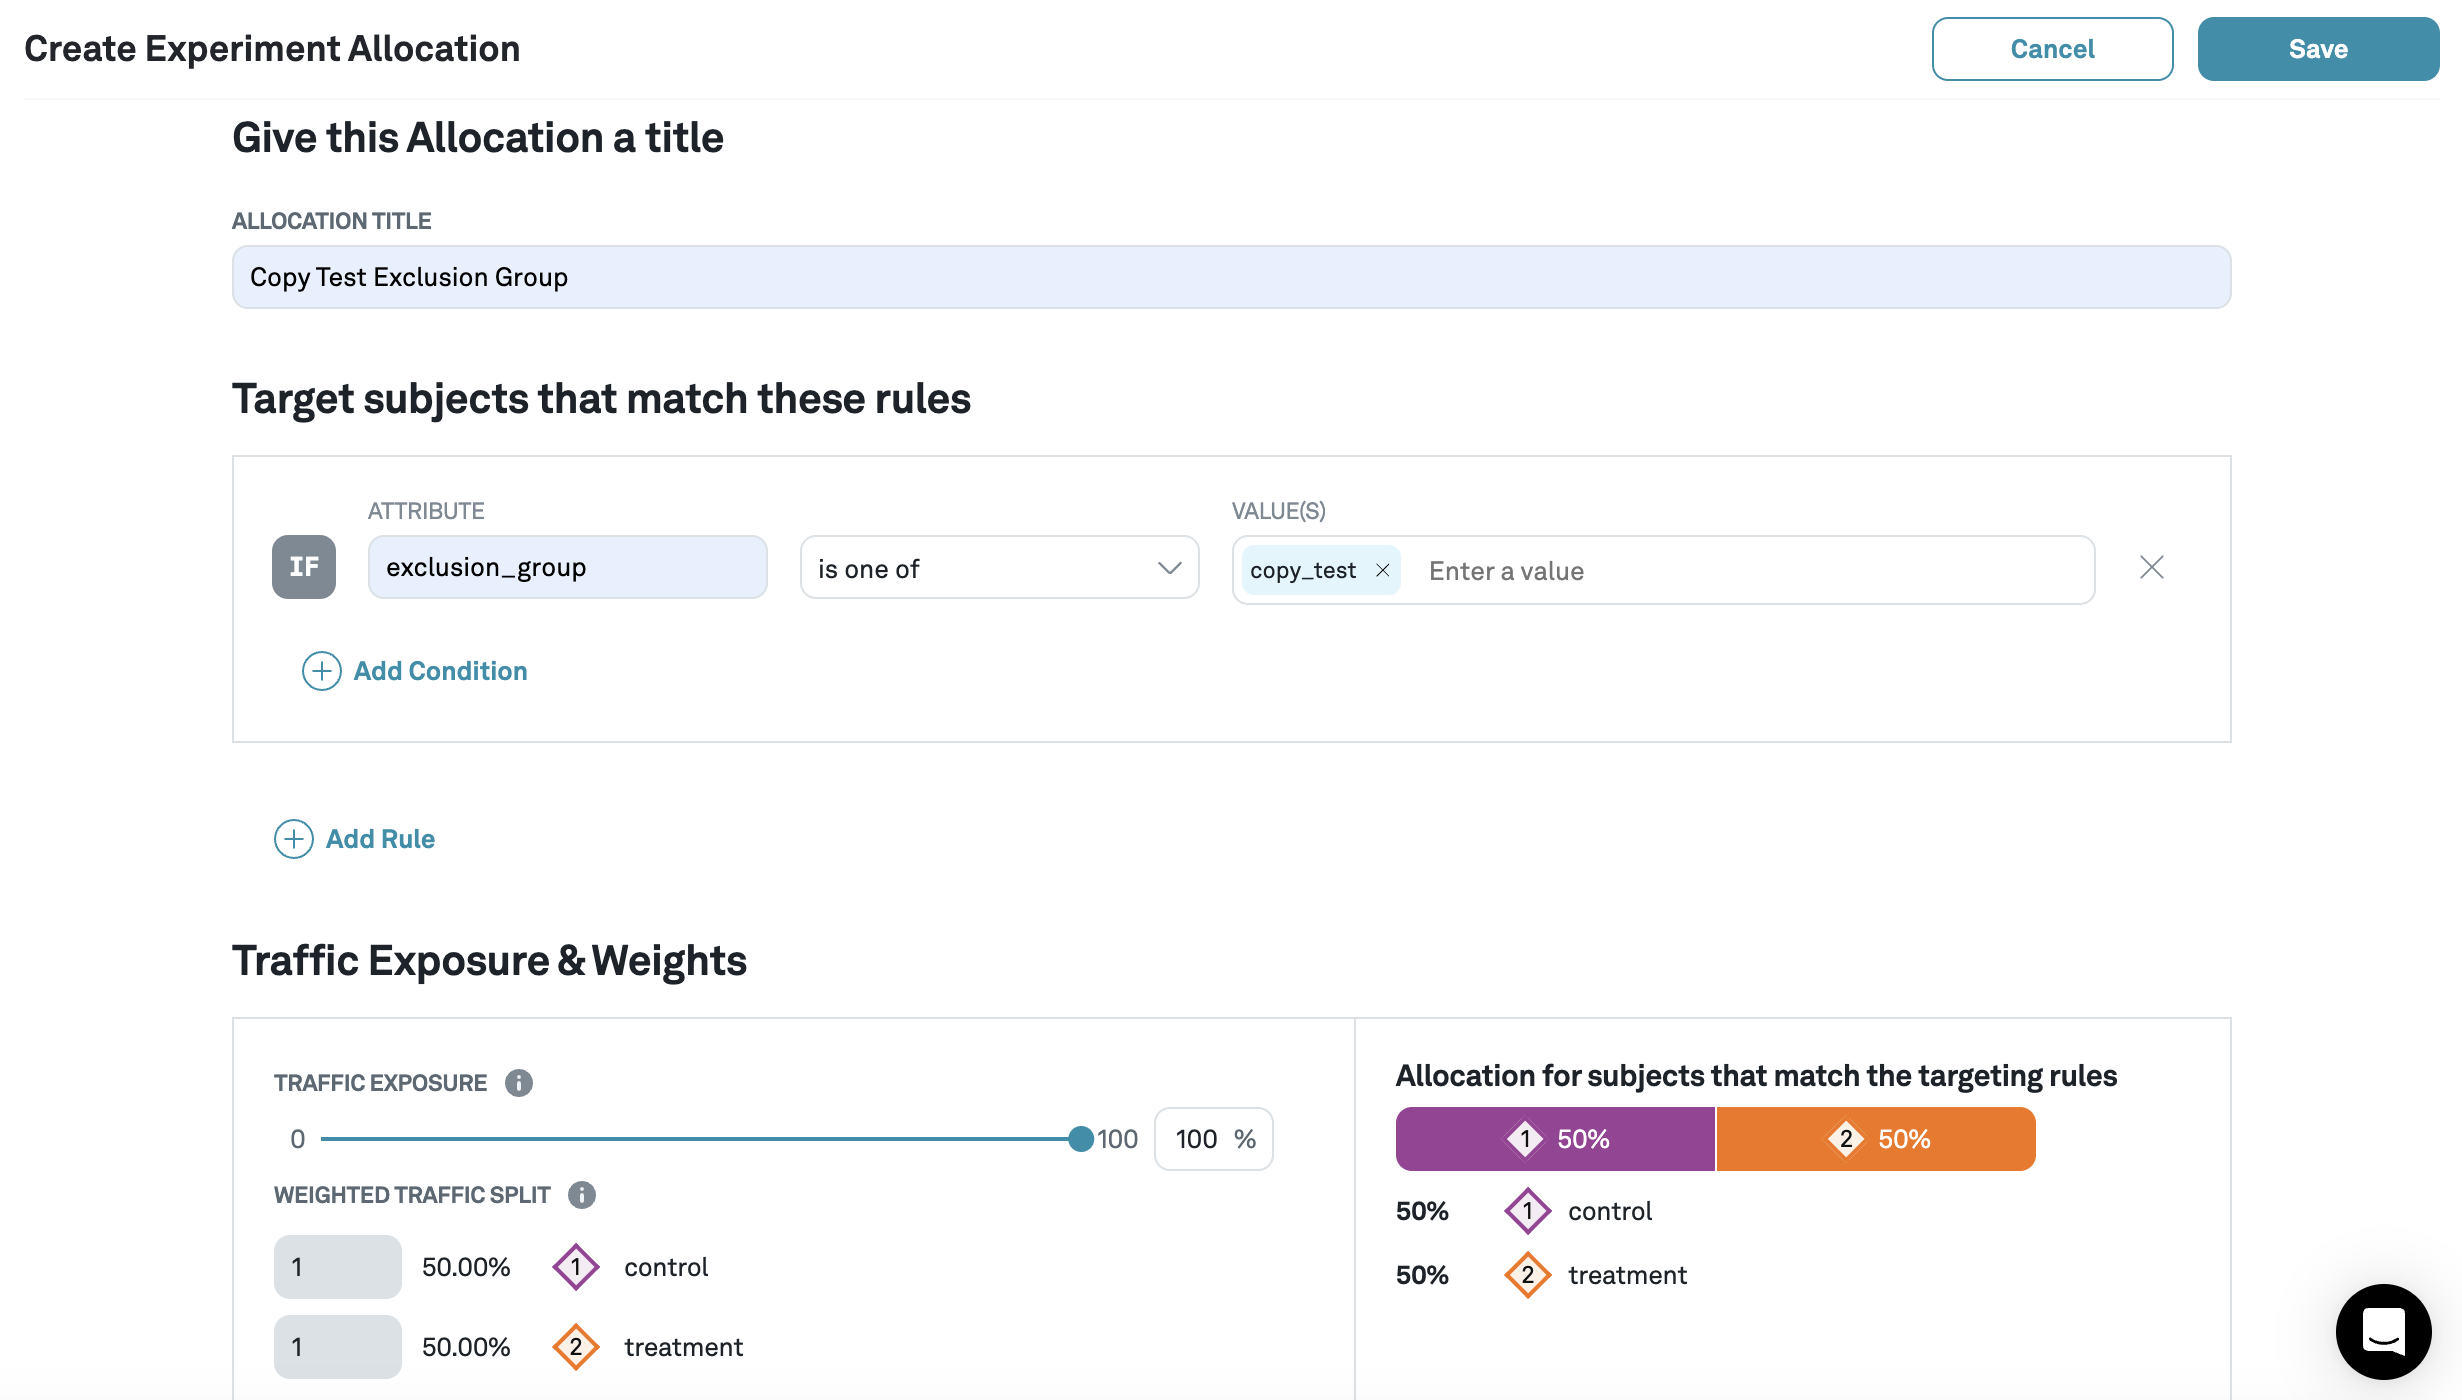 Create Experiment Allocation
Cancel
Save
Give this Allocation a title
ALLOCATION TITLE
Copy Test Exclusion Group
Target subjects that match these rules
ATTRIBUTE
VALUE(S)
IF
exclusion_group
is one of
copy_test
Enter a value
Add Condition
Add Rule
Traffic Exposure & Weights
TRAFFIC EXPOSURE
0
100
100 %
WEIGHTED TRAFFIC SPLIT
1 50.00% 1 control
1 50.00% 2 treatment
Allocation for subjects that match the targeting rules
1 50%
2 50%
50% 1 control
50% 2 treatment